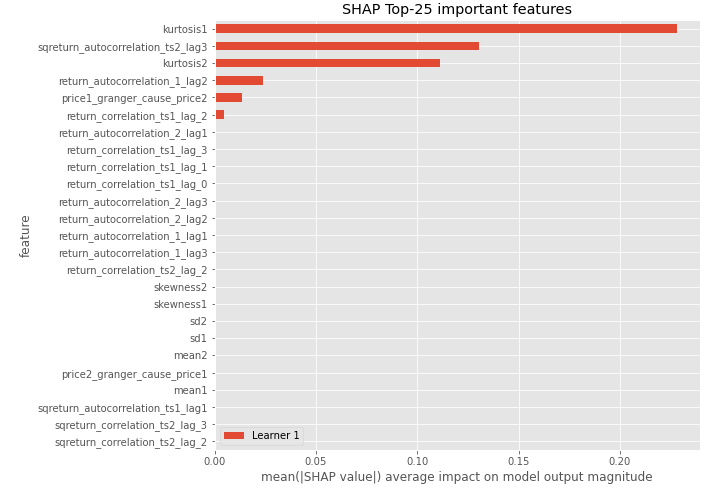 SHAP Top-25 important features
kurtosis1
sqreturn_autocorrelation_ts2_lag3
kurtosis2
return_autocorrelation_1_lag2
price1_granger_cause_price2
return_correlation_ts1_lag_2
return_autocorrelation_2_lag1
return_correlation_ts1_lag_3
return_correlation_ts1_lag_1
return_correlation_ts1_lag_0
return_autocorrelation_2_lag3
return_autocorrelation_2_lag2
return_autocorrelation_1_lag1
return_autocorrelation_1_lag3
return_correlation_ts2_lag_2
skewness2
skewness1
sd2
sd1
mean2
price2_granger_cause_price1
mean1
sqreturn_autocorrelation_ts1_lag1
sqreturn_correlation_ts2_lag_3
sqreturn_correlation_ts2_lag_2
feature
Learner 1
0.00 0.05 0.10 0.15 0.20
mean(|SHAP value|) average impact on model output magnitude